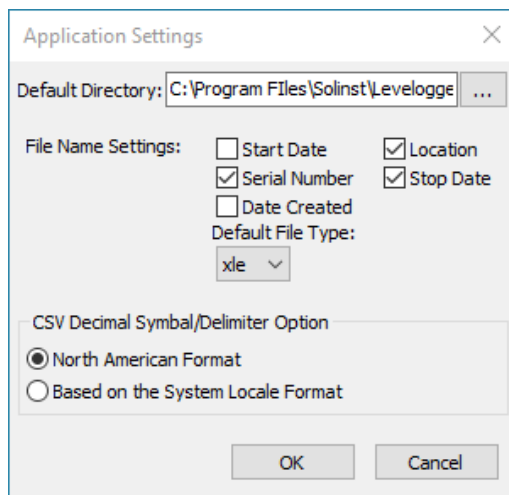 Application Settings
Default Directory: C:\Program FIles\Solinst\Levelogge ...
File Name Settings: Start Date Location
Serial Number Stop Date
Date Created
Default File Type:
xle
CSV Decimal Symbol/Delimiter Option
North American Format
Based on the System Locale Format
OK Cancel